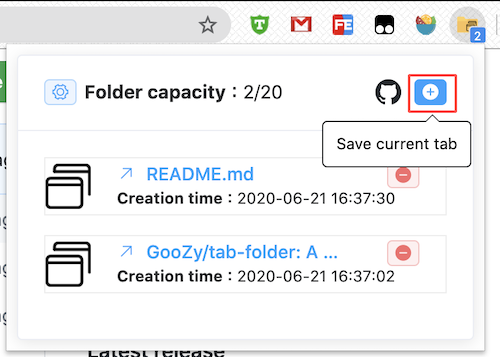 2
Folder capacity：2/20
Save current tab
README.md
Creation time：2020-06-21 16:37:30
GooZy/tab-folder: A ...
Creation time：2020-06-21 16:37:02
Latest release